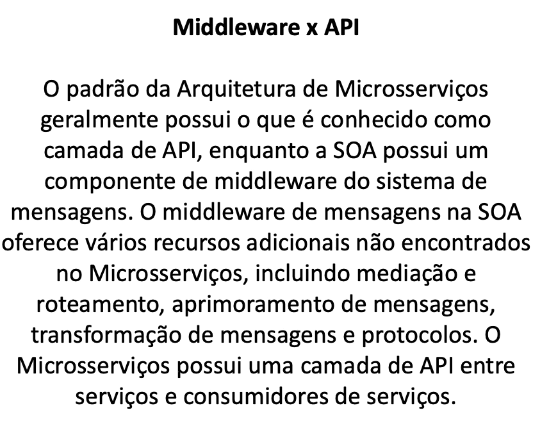 Middleware x API
O padrão da Arquitetura de Microsserviços
geralmente possui o que é conhecido como
camada de API, enquanto a SOA possui um
componente de middleware do sistema de
mensagens. O middleware de mensagens na SOA
oferece vários recursos adicionais não encontrados
no Microsserviços, incluindo mediação e
roteamento, aprimoramento de mensagens,
transformação de mensagens e protocolos. O
Microsserviços possui uma camada de API entre
serviços e consumidores de serviços.